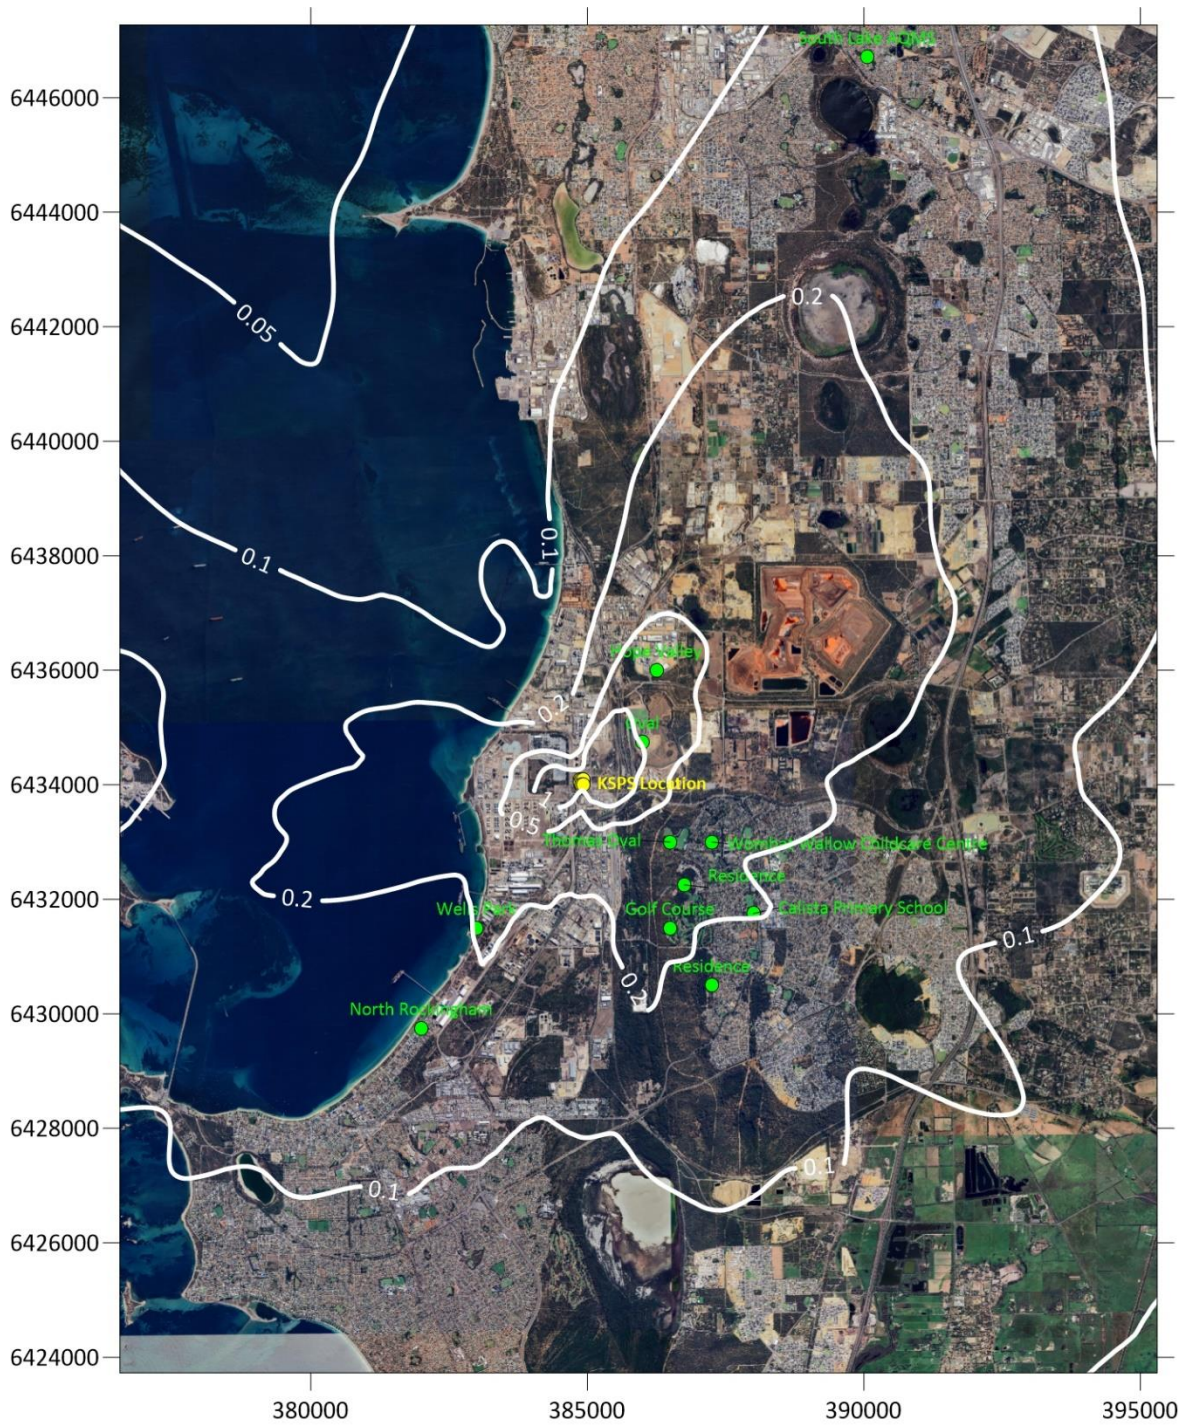 South Lake AQMS
6446000
6444000
0.2
6442000
0.05
6440000
0.1
0.1
6438000
Hope Valley
6436000
0.2
Oval
6434000
KSPS Location
1
0.5
Thomas Oval
Wombat Wallow Childcare Centre
Residence
6432000
0.2
Wells Park
Golf Course
Calista Primary School
0.1
Residence
0.2
6430000
North Rockingham
6428000
0.1
0.1
6426000
6424000
380000
385000
390000
395000